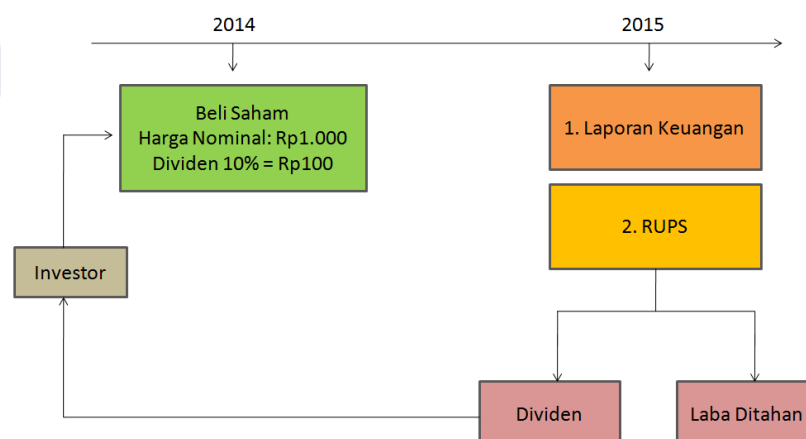 2014
2015
Beli Saham
Harga Nominal: Rp1.000
Dividen 10% = Rp100
1. Laporan Keuangan
2. RUPS
Investor
Dividen
Laba Ditahan